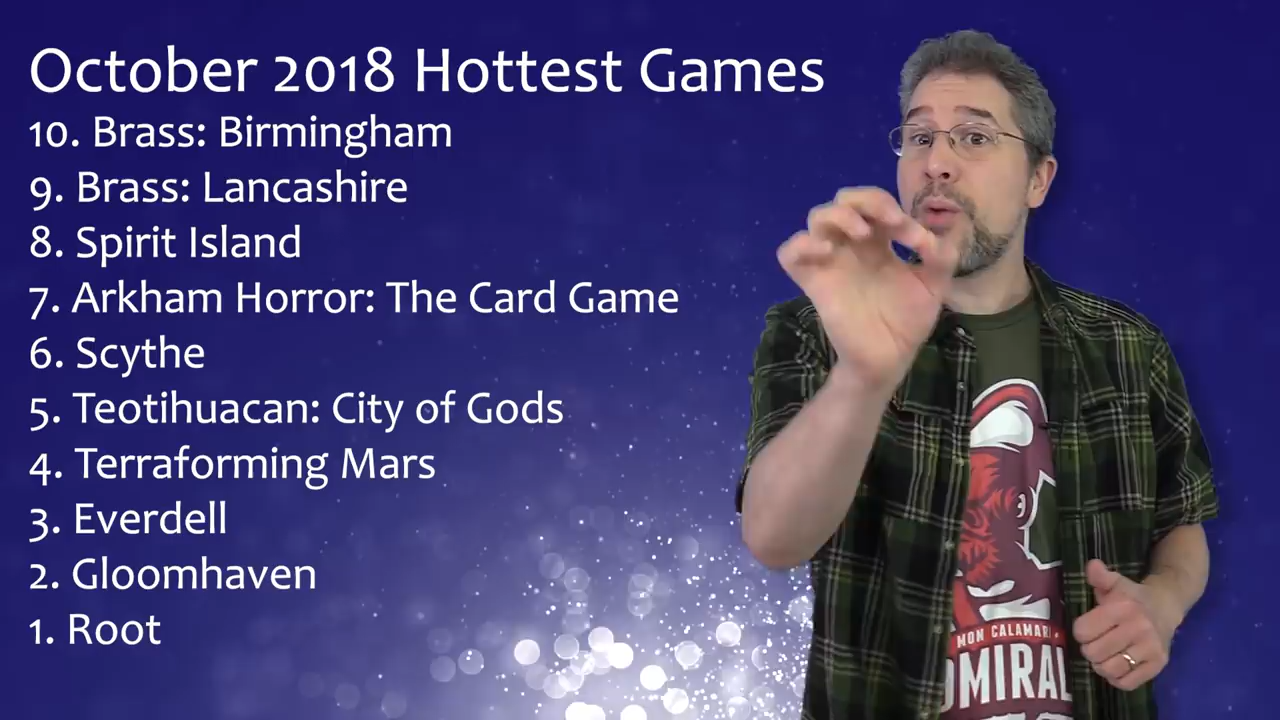 October 2018 Hottest Games
10. Brass: Birmingham
9. Brass: Lancashire
8. Spirit Island
7. Arkham Horror: The Card Game
6. Scythe
5. Teotihuacan: City of Gods
4. Terraforming Mars
3. Everdell
2. Gloomhaven
1. Root
MON CALAMARI
DMIRAL